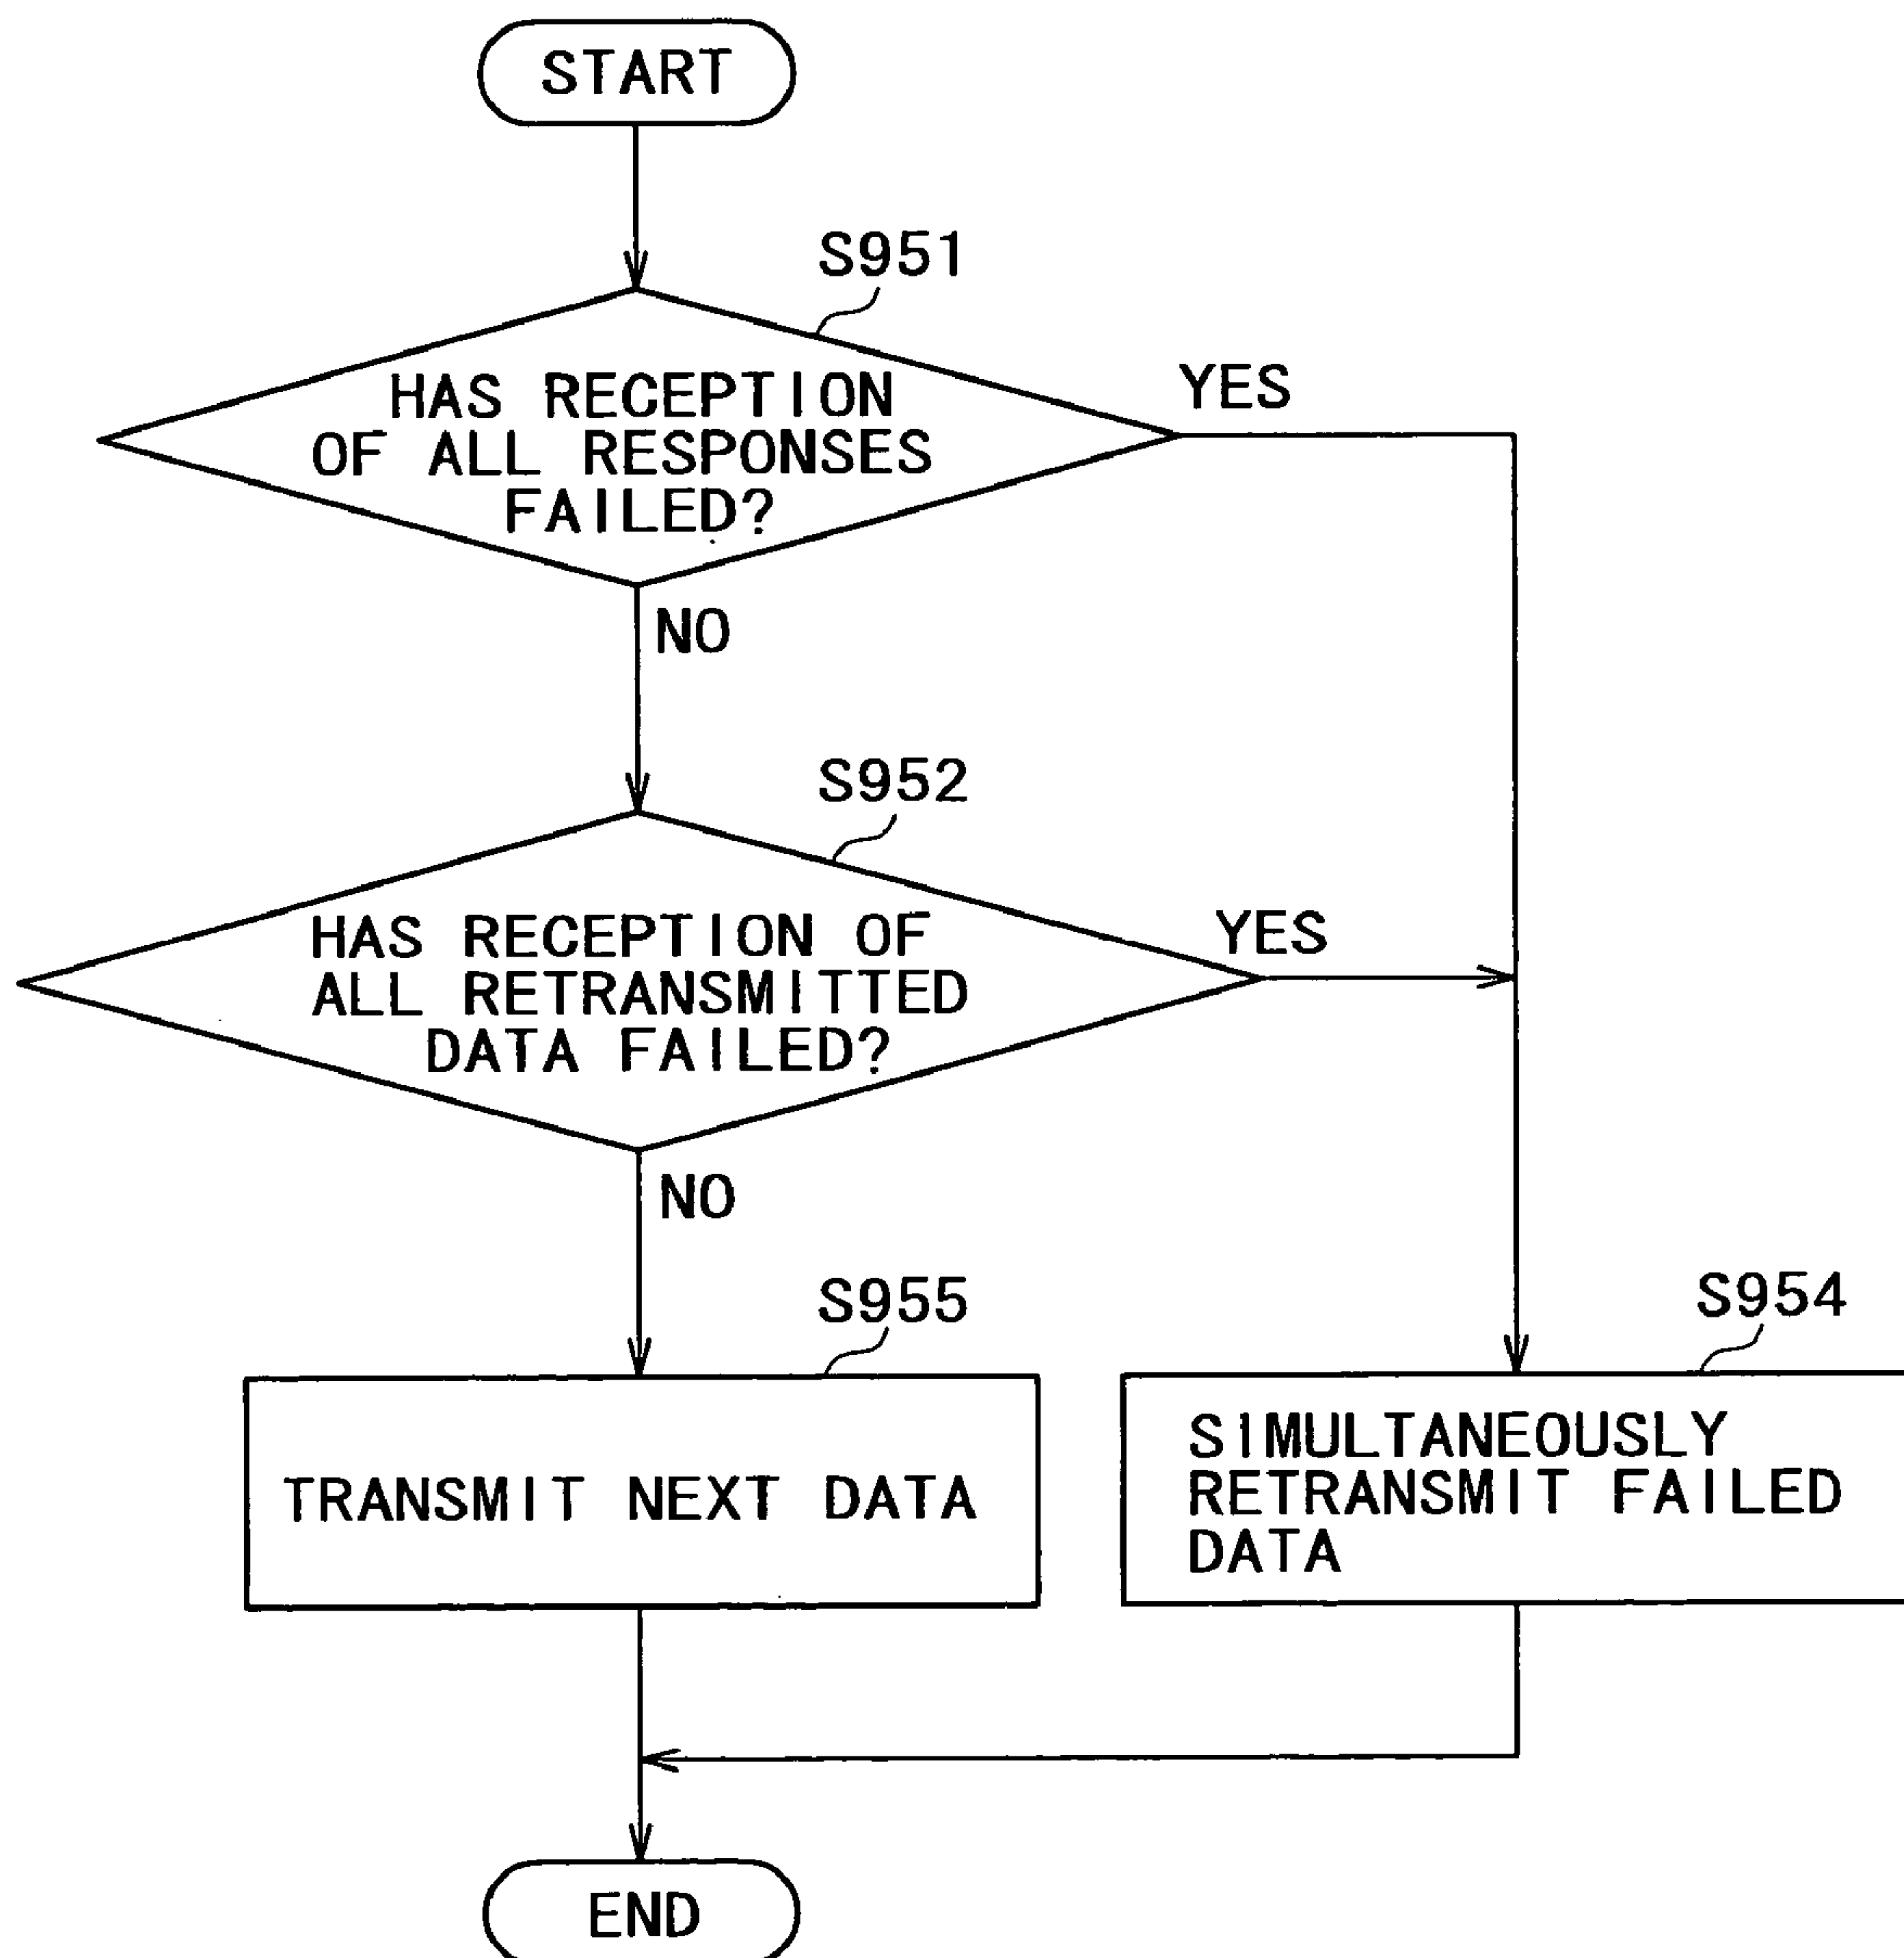 START
S951
HAS RECEPTION
OF ALL RESPONSES
FAILED?
YES
NO
S952
HAS RECEPTION OF
ALL RETRANSMITTED
DATA FAILED?
YES
NO
S955
TRANSMIT NEXT DATA
S954
SIMULTANEOUSLY
RETRANSMIT FAILED
DATA
END